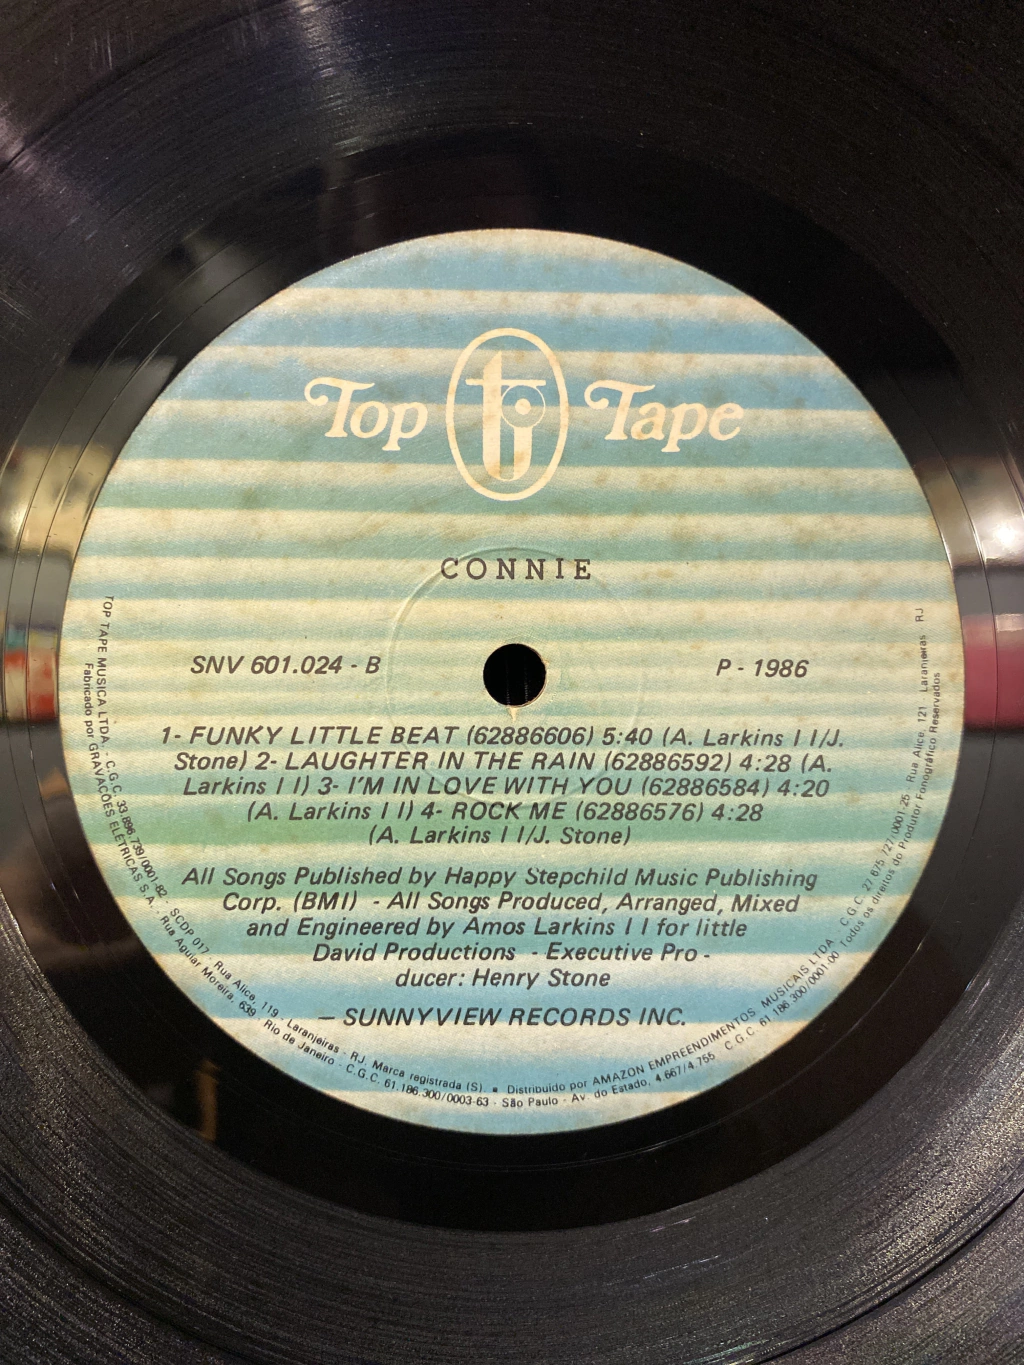 Top tj Tape
CONNIE
SNV 601.024 - B
P - 1986
1- FUNKY LITTLE BEAT (62886606) 5:40 (A. Larkins I I/J.
Stone) 2- LAUGHTER IN THE RAIN (62886592) 4:28 (A.
Larkins I I) 3- I'M IN LOVE WITH YOU (62886584) 4:20
(A. Larkins I I) 4- ROCK ME (62886576) 4:28
(A. Larkins I I/J. Stone)
All Songs Published by Happy Stepchild Music Publishing
Corp. (BMI) - All Songs Produced, Arranged, Mixed
and Engineered by Amos Larkins I I for little
David Productions - Executive Pro -
ducer: Henry Stone
— SUNNYVIEW RECORDS INC.
TOP TAPE MUSICA LTDA. - C.G.C. 33.896.739/0001-82 - SCDP 017 - Rua Alice, 119 - Laranjeiras - RJ. Marca registrada (S). ■ Distribuido por AMAZON EMPREENDIMENTOS MUSICAIS LTDA - C.G.C. 27 675 727/0001-25 - Rua Alice, 121 Laranjeiras RJ
Fabricado por GRAVAÇÕES ELÉTRICAS S.A. - Rua Aguiar Moreira, 639 - Rio de Janeiro - C.G.C. 61.186.300/0003-63 - São Paulo - Av. do Estado, 4.667/4.755 C.G.C. 61 186 300/0001-00 Todos os direitos do Produtor Fonográfico Reservados